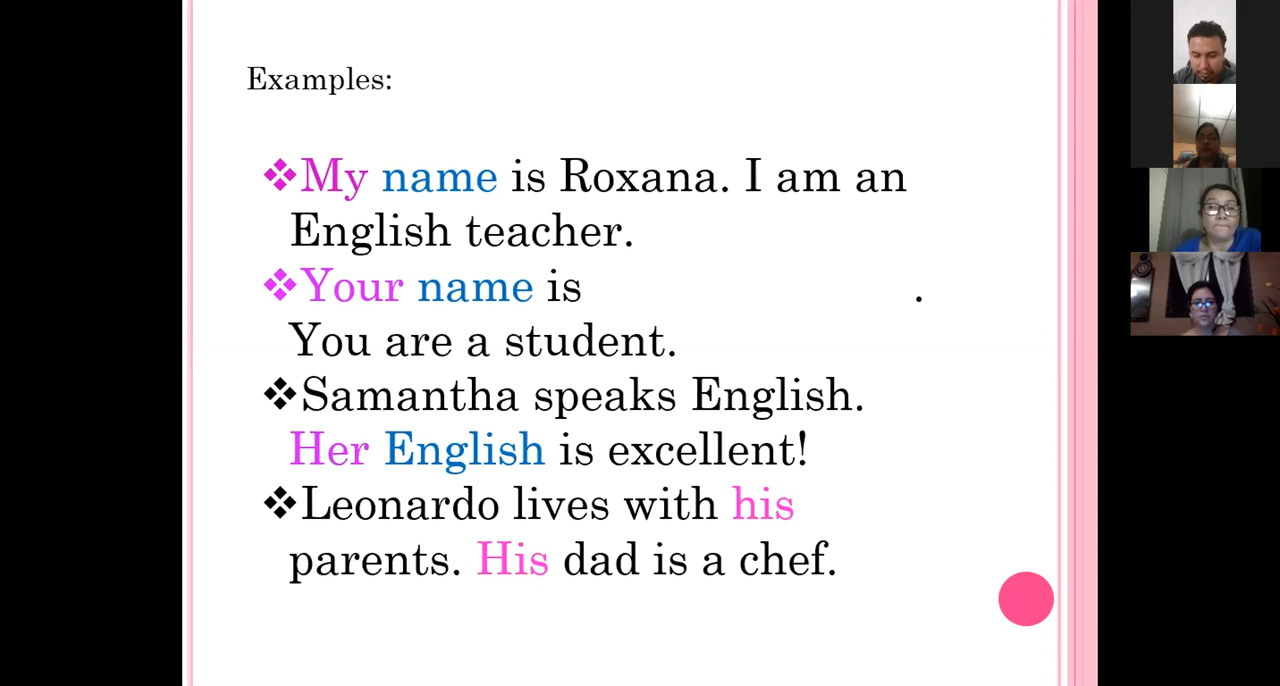 Examples:
❖My name is Roxana. I am an
English teacher.
❖Your name is .
You are a student.
❖Samantha speaks English.
Her English is excellent!
❖Leonardo lives with his
parents. His dad is a chef.